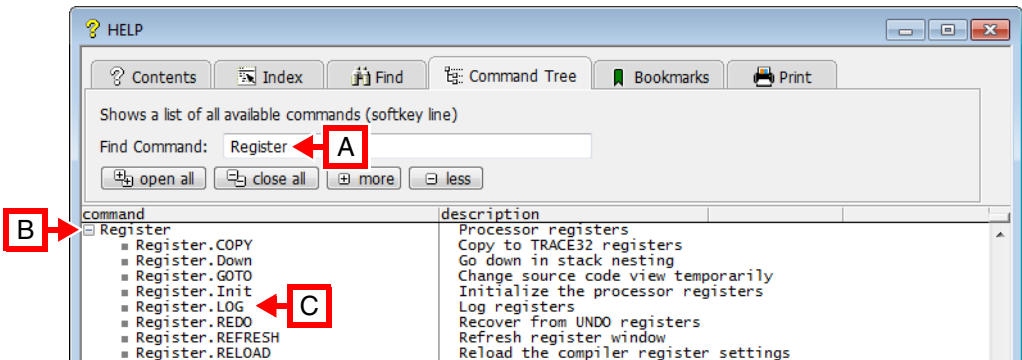 HELP
Contents Index Find Command Tree Bookmarks Print
Shows a list of all available commands (softkey line)
Find Command: Register A
open all close all more less
command description
B Register Processor registers
Register.COPY Copy to TRACE32 registers
Register.Down Go down in stack nesting
Register.GOTO Change source code view temporarily
Register.Init Initialize the processor registers
Register.LOG C Log registers
Register.REDO Recover from UNDO registers
Register.REFRESH Refresh register window
Register.RELOAD Reload the compiler register settings